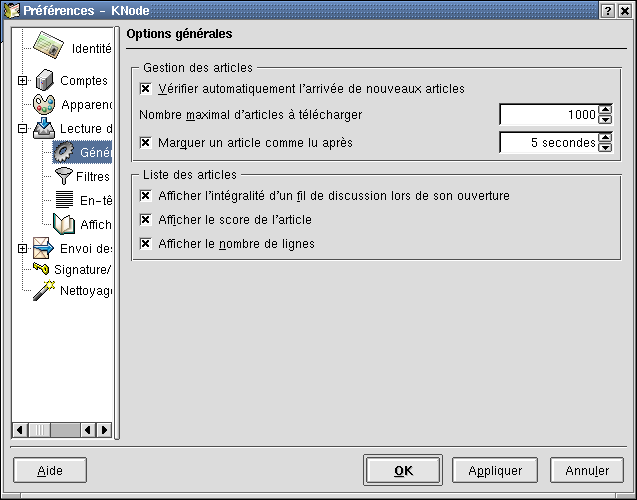 Préférences - KNode
Options générales
Identité
Comptes
Apparenc
Lecture d
Génér
Filtres
En-tê
Affich
Envoi des
Signature/
Nettoyag
Gestion des articles
Vérifier automatiquement l'arrivée de nouveaux articles
Nombre maximal d'articles à télécharger 1000
Marquer un article comme lu après 5 secondes
Liste des articles
Afficher l'intégralité d'un fil de discussion lors de son ouverture
Afficher le score de l'article
Afficher le nombre de lignes
Aide OK Appliquer Annuler